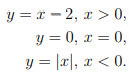 y = x − 2, x > 0,
y = 0, x = 0,
y = |x|, x < 0.